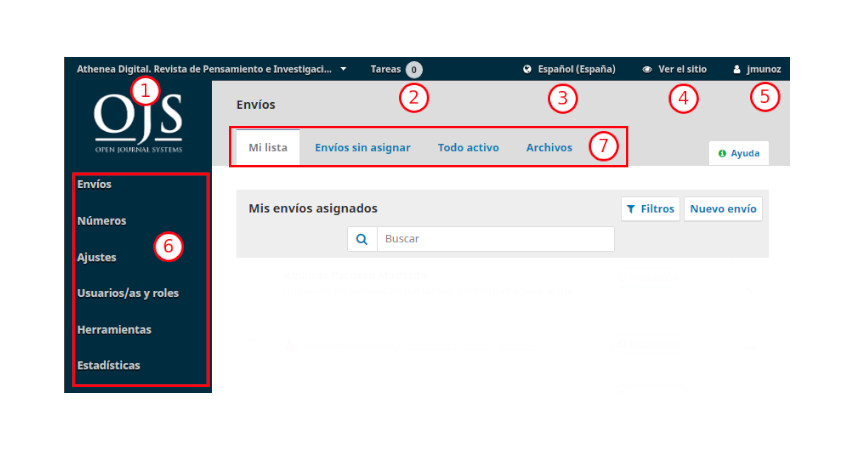 Athenea Digital. Revista de Pensamiento e Investigaci... Tareas 0 Español (España) Ver el sitio jmunoz
1 2 3 4 5
OJS
OPEN JOURNAL SYSTEMS
Envíos
Mi lista Envíos sin asignar Todo activo Archivos 7
Ayuda
Envíos
Números
6
Ajustes
Usuarios/as y roles
Herramientas
Estadísticas
Mis envíos asignados Filtros Nuevo envío
Buscar